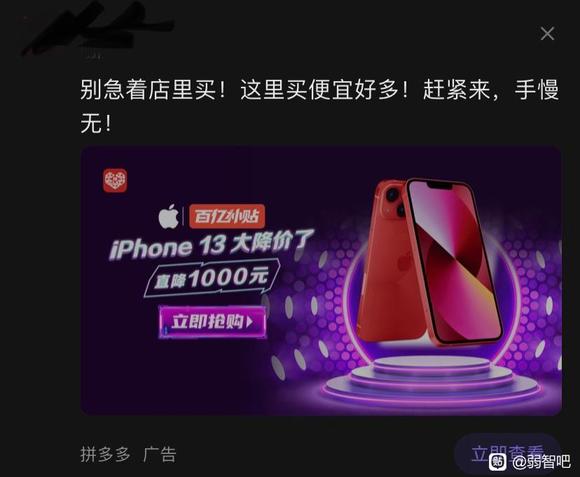 别急着店里买！这里买便宜好多！赶紧来，手慢
无！
百亿补贴
iPhone 13 大降价了
直降1000元
立即抢购
拼多多 广告
立即查看
贴 @弱智吧